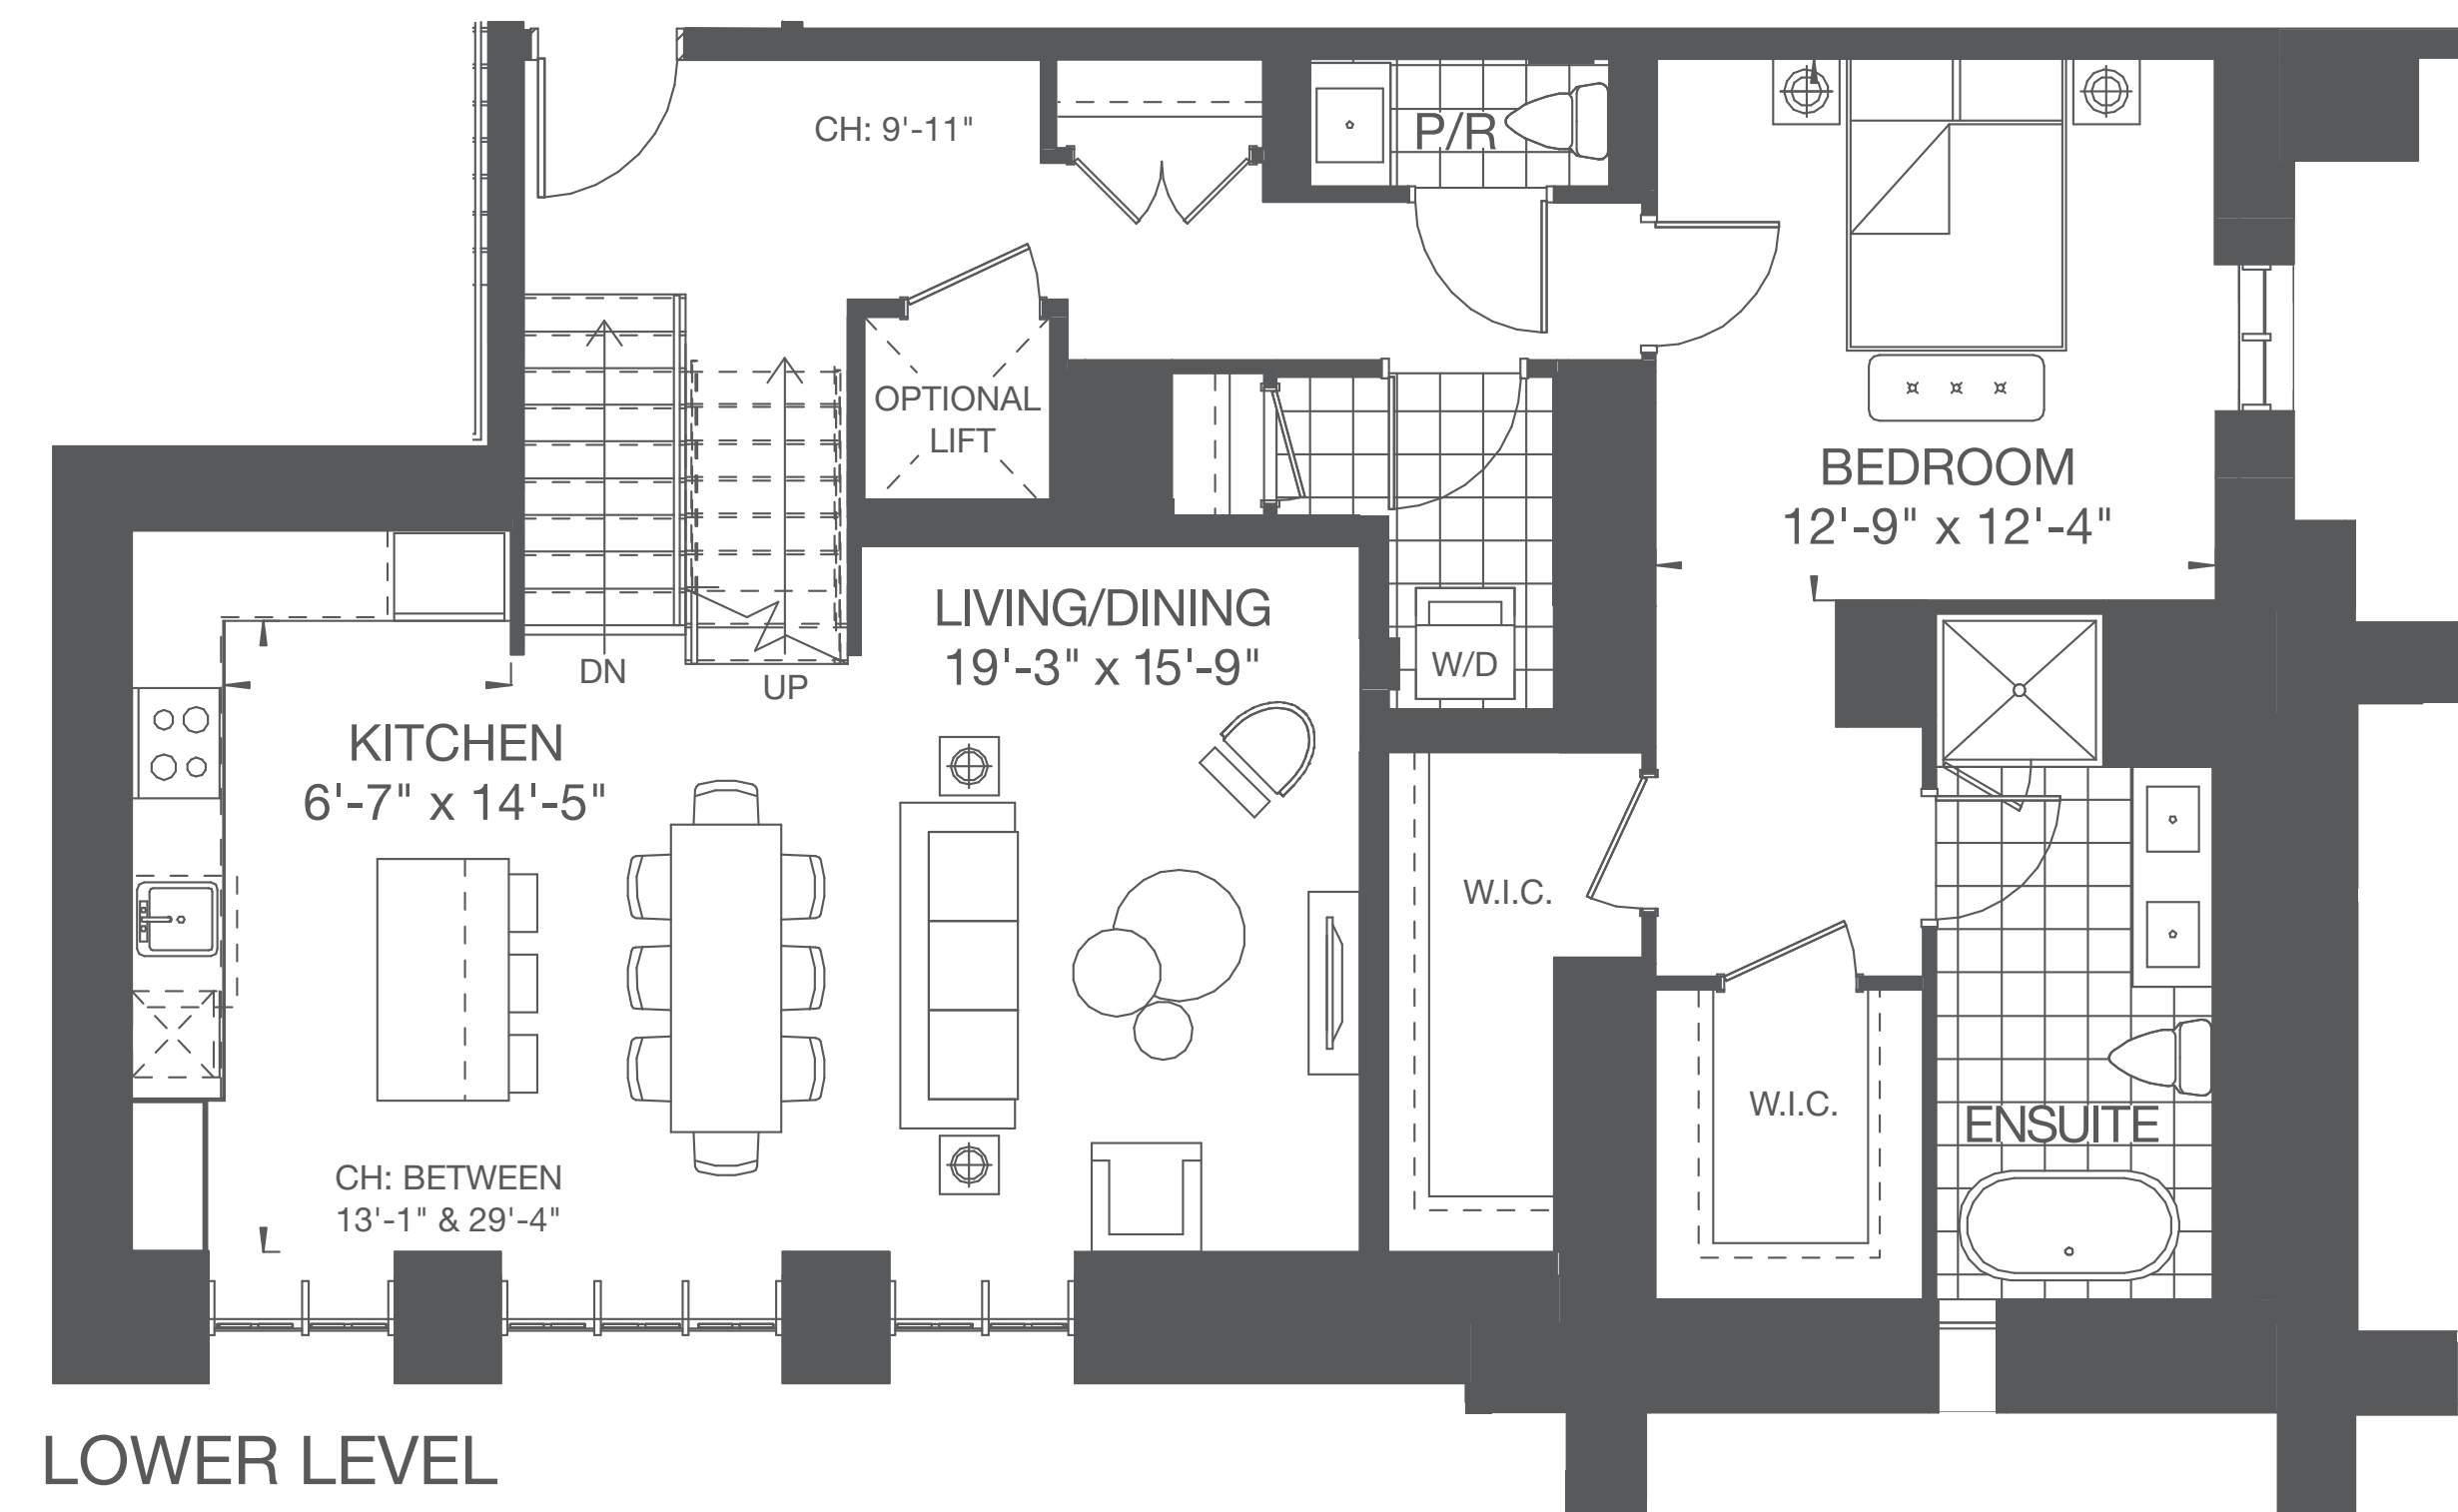 CH: 9'-11"
P/R
OPTIONAL
LIFT
BEDROOM
12'-9" x 12'-4"
LIVING/DINING
19'-3" x 15'-9"
DN
UP
W/D
KITCHEN
6'-7" x 14'-5"
W.I.C.
W.I.C.
ENSUITE
CH: BETWEEN
13'-1" & 29'-4"
LOWER LEVEL